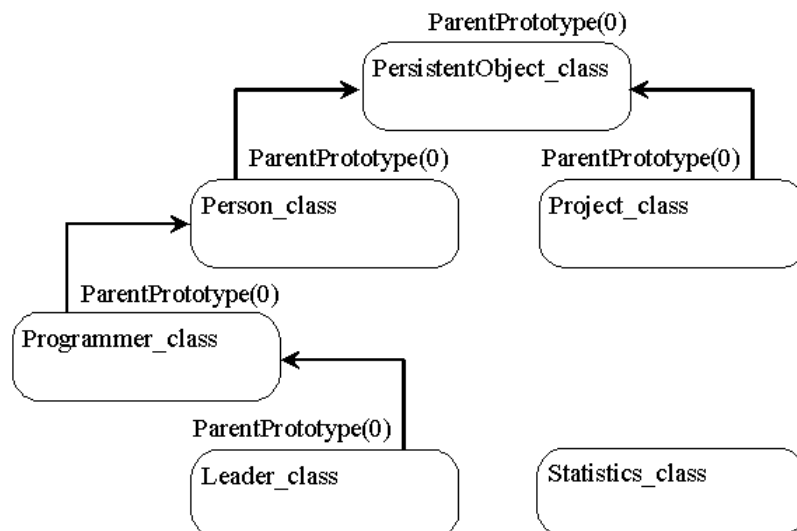 ParentPrototype(0)
PersistentObject_class
ParentPrototype(0)
ParentPrototype(0)
Person_class
Project_class
ParentPrototype(0)
Programmer_class
ParentPrototype(0)
Leader_class
Statistics_class